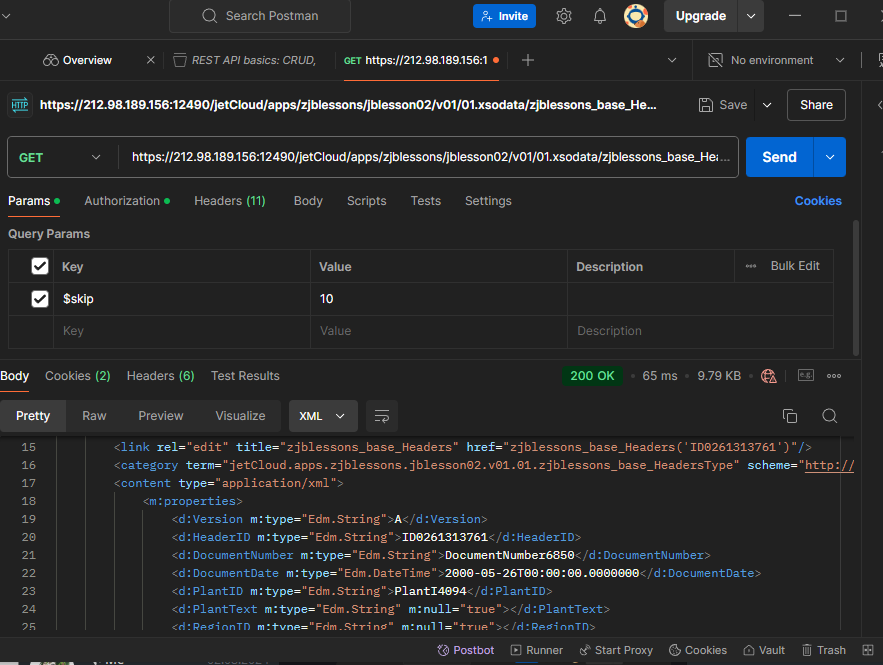 Search Postman
Invite
Upgrade
Overview
REST API basics: CRUD,
GET https://212.98.189.156:1
No environment
HTTP
https://212.98.189.156:12490/jetCloud/apps/zjblessons/jblesson02/v01/01.xsodata/zjblessons_base_He...
Save
Share
GET
https://212.98.189.156:12490/jetCloud/apps/zjblessons/jblesson02/v01/01.xsodata/zjblessons_base_Hea...
Send
Params
Authorization
Headers (11)
Body
Scripts
Tests
Settings
Cookies
Query Params
Key
Value
Description
Bulk Edit
$skip
10
Key
Value
Description
Body
Cookies (2)
Headers (6)
Test Results
200 OK
65 ms
9.79 KB
e.g.
Pretty
Raw
Preview
Visualize
XML
15 <link rel="edit" title="zjblessons_base_Headers" href="zjblessons_base_Headers('ID0261313761')"/>
16 <category term="jetCloud.apps.zjblessons.jblesson02.v01.01.zjblessons_base_HeadersType" scheme="http://
17 <content type="application/xml">
18 <m:properties>
19 <d:Version m:type="Edm.String">A</d:Version>
20 <d:HeaderID m:type="Edm.String">ID0261313761</d:HeaderID>
21 <d:DocumentNumber m:type="Edm.String">DocumentNumber6850</d:DocumentNumber>
22 <d:DocumentDate m:type="Edm.DateTime">2000-05-26T00:00:00.0000000</d:DocumentDate>
23 <d:PlantID m:type="Edm.String">PlantI4094</d:PlantID>
24 <d:PlantText m:type="Edm.String" m:null="true"></d:PlantText>
25 <d:RegionID m:type="Edm.String" m:null="true"></d:RegionID>
Postbot
Runner
Start Proxy
Cookies
Vault
Trash